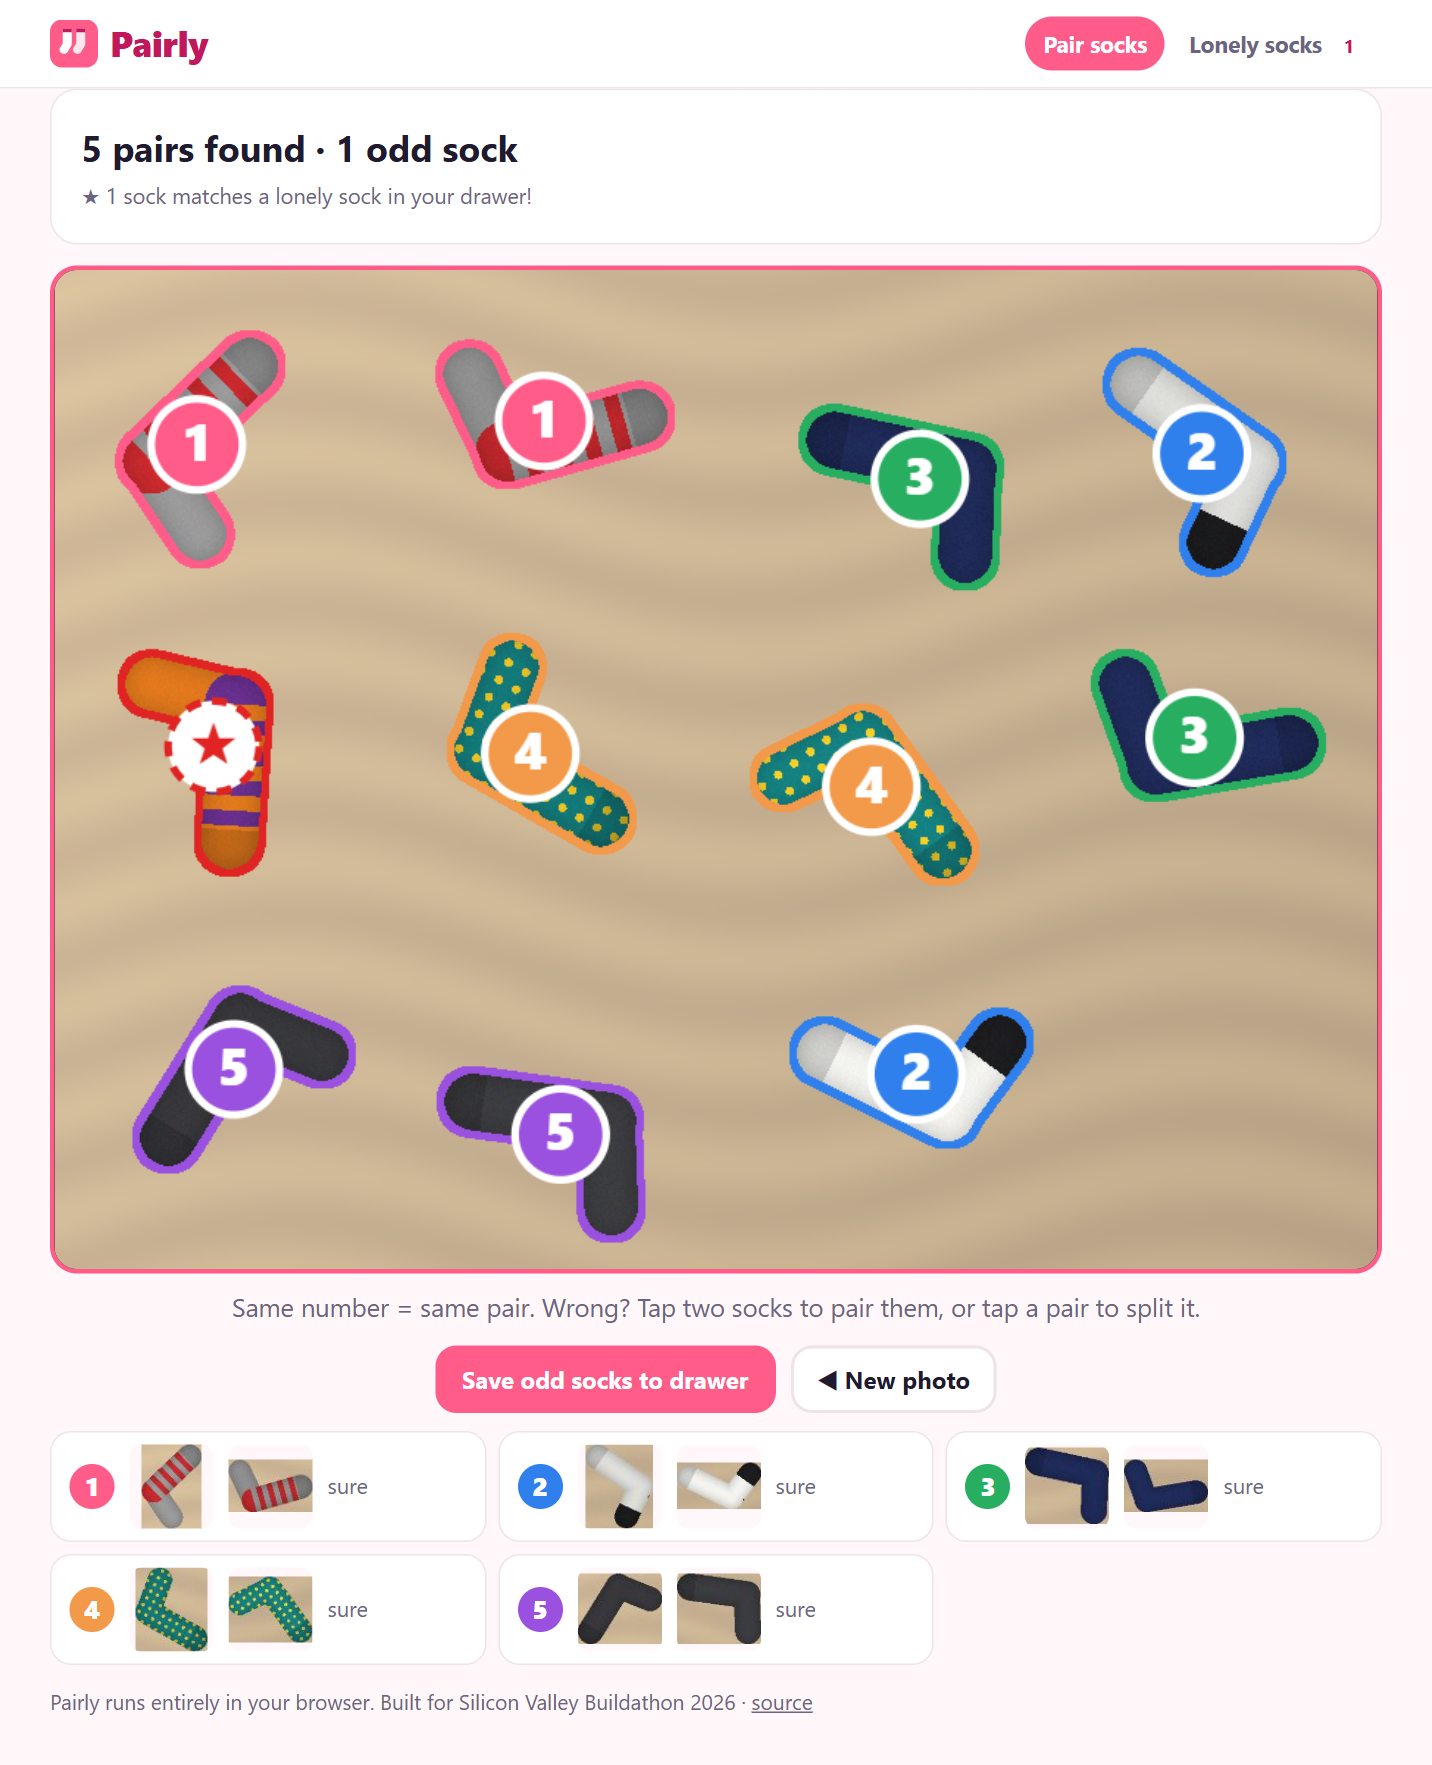 Pairly
Pair socks
Lonely socks 1
5 pairs found · 1 odd sock
★ 1 sock matches a lonely sock in your drawer!
1
1
3
2
★
4
4
3
5
5
2
Same number = same pair. Wrong? Tap two socks to pair them, or tap a pair to split it.
Save odd socks to drawer
◀ New photo
1 sure
2 sure
3 sure
4 sure
5 sure
Pairly runs entirely in your browser. Built for Silicon Valley Buildathon 2026 · source